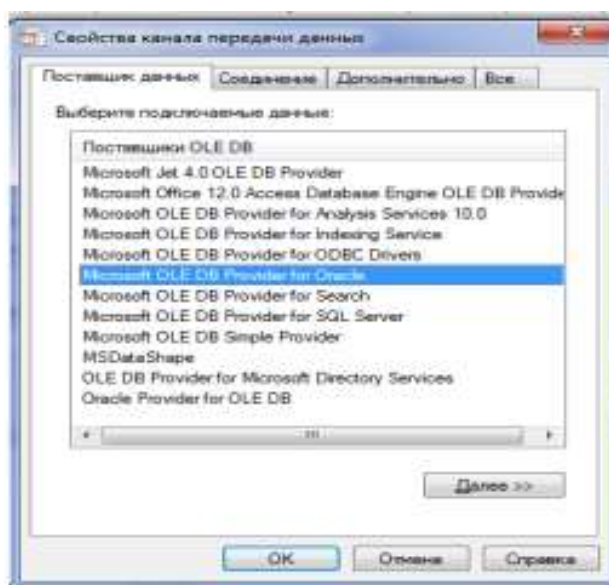 Свойства канала передачи данных
Поставщик данных Соединение Дополнительно Все
Выберите подключаемые данные:
Поставщики OLE DB
Microsoft Jet 4.0 OLE DB Provider
Microsoft Office 12.0 Access Database Engine OLE DB Provide
Microsoft OLE DB Provider for Analysis Services 10.0
Microsoft OLE DB Provider for Indexing Service
Microsoft OLE DB Provider for ODBC Drivers
Microsoft OLE DB Provider for Oracle
Microsoft OLE DB Provider for Search
Microsoft OLE DB Provider for SQL Server
Microsoft OLE DB Simple Provider
MSDataShape
OLE DB Provider for Microsoft Directory Services
Oracle Provider for OLE DB
Далее >>
OK Отмена Справка